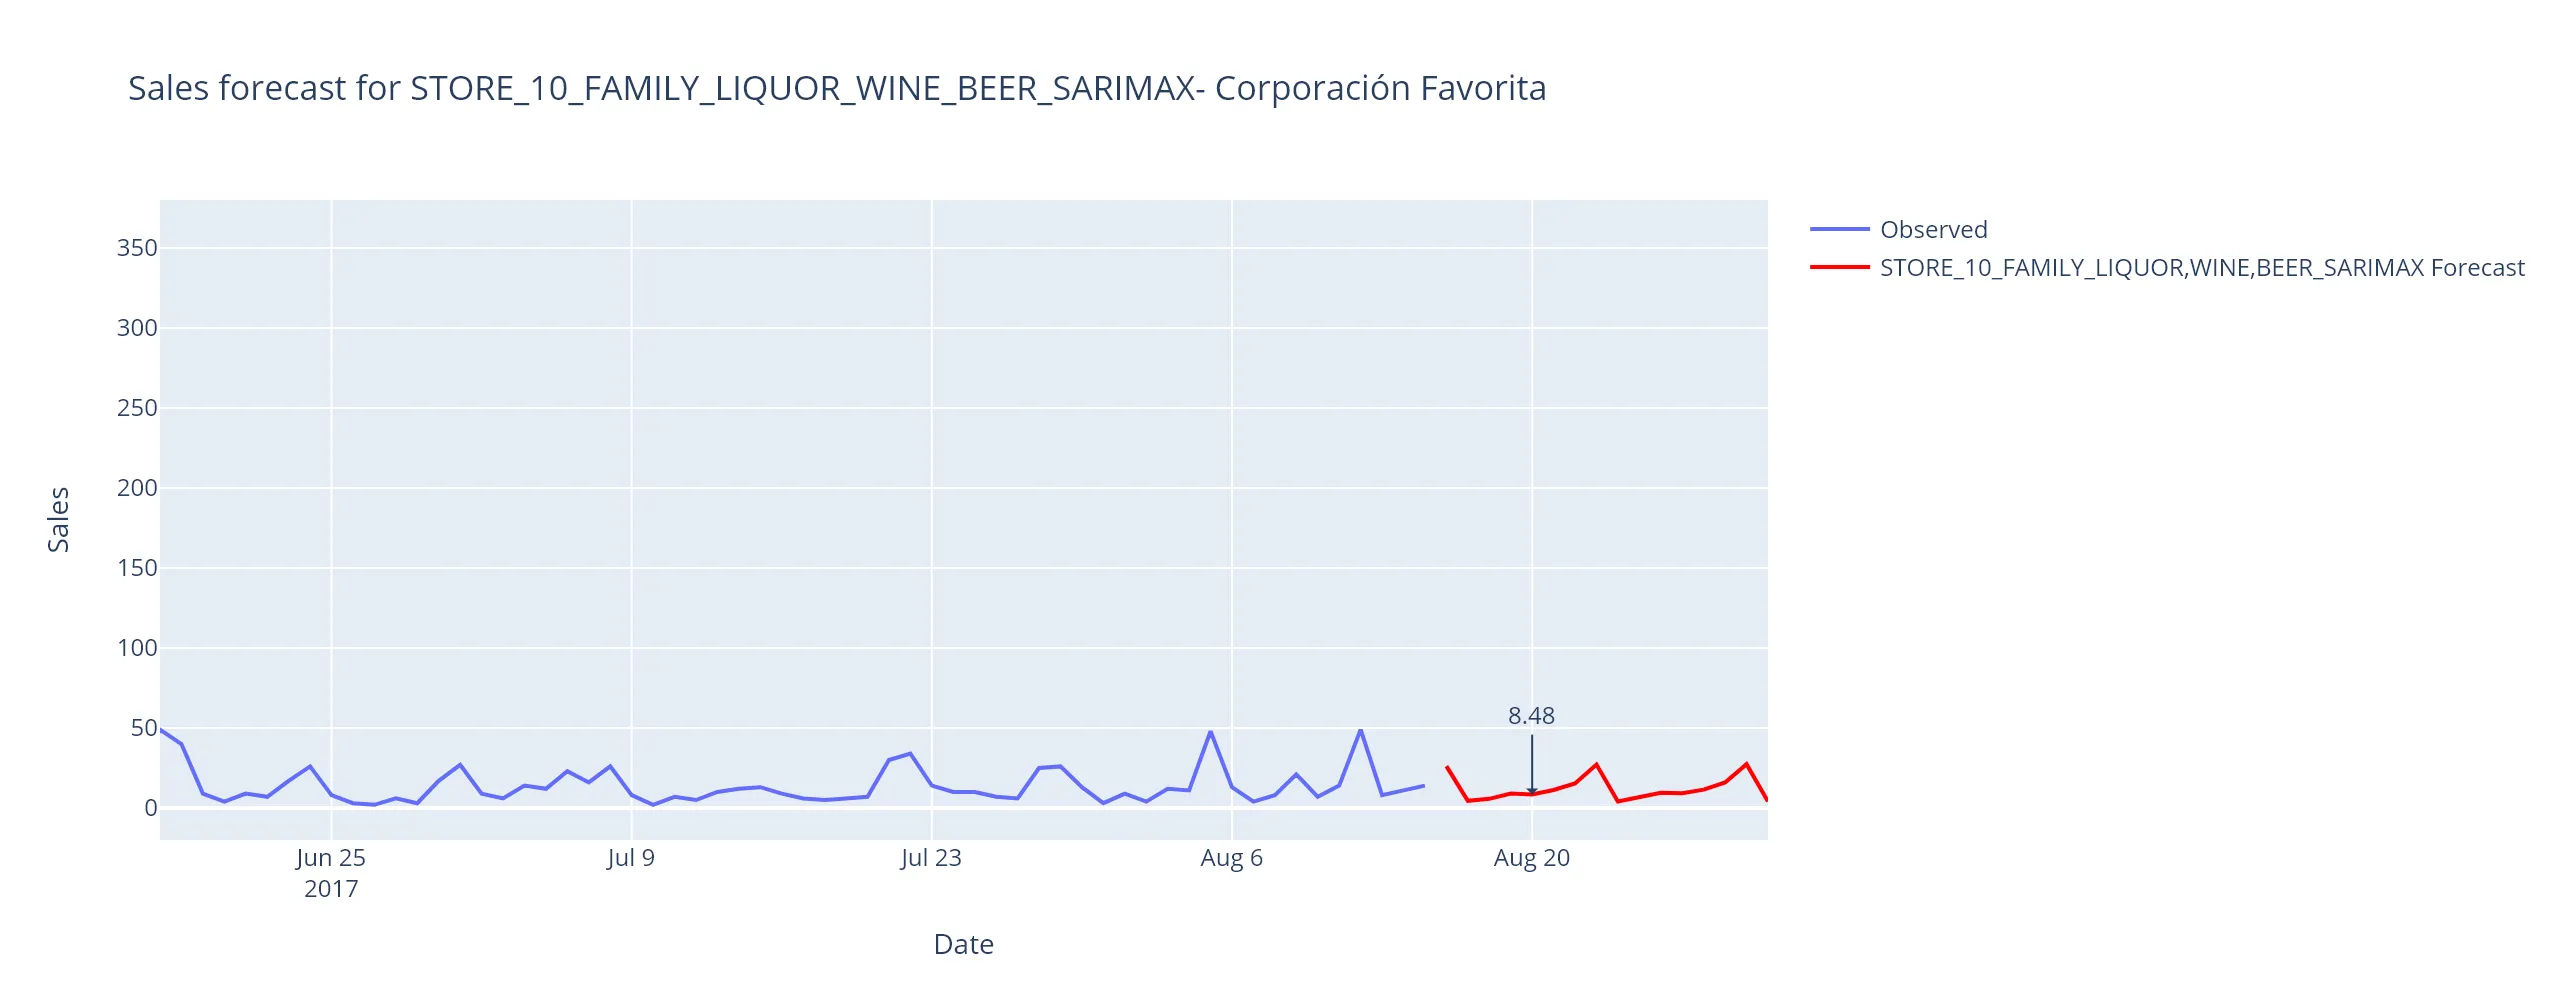 Sales forecast for STORE_10_FAMILY_LIQUOR_WINE_BEER_SARIMAX- Corporación Favorita
Observed
STORE_10_FAMILY_LIQUOR,WINE,BEER_SARIMAX Forecast
350
300
250
200
150
100
50
0
Sales
8.48
Jun 25
2017
Jul 9
Jul 23
Aug 6
Aug 20
Date